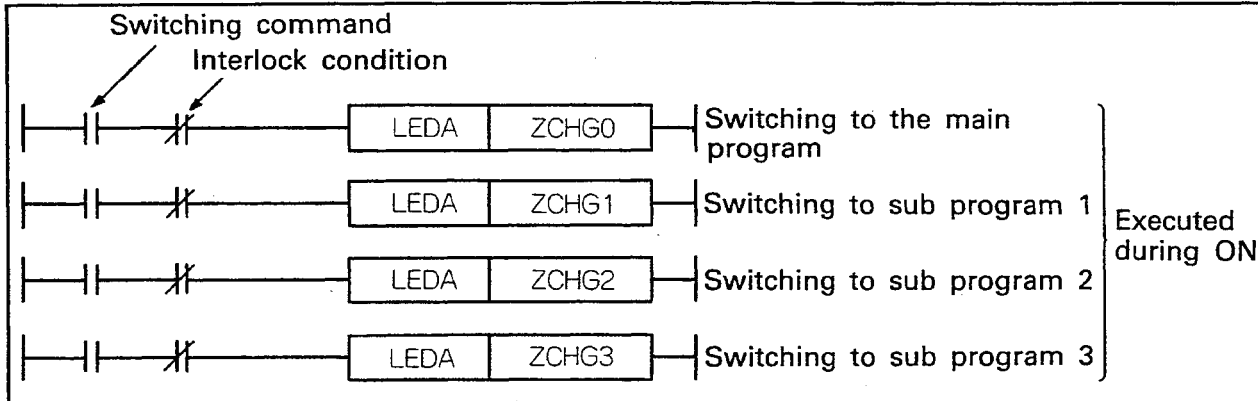 Switching command
Interlock condition
LEDA ZCHG0 Switching to the main
program
LEDA ZCHG1 Switching to sub program 1
LEDA ZCHG2 Switching to sub program 2
LEDA ZCHG3 Switching to sub program 3
Executed
during ON